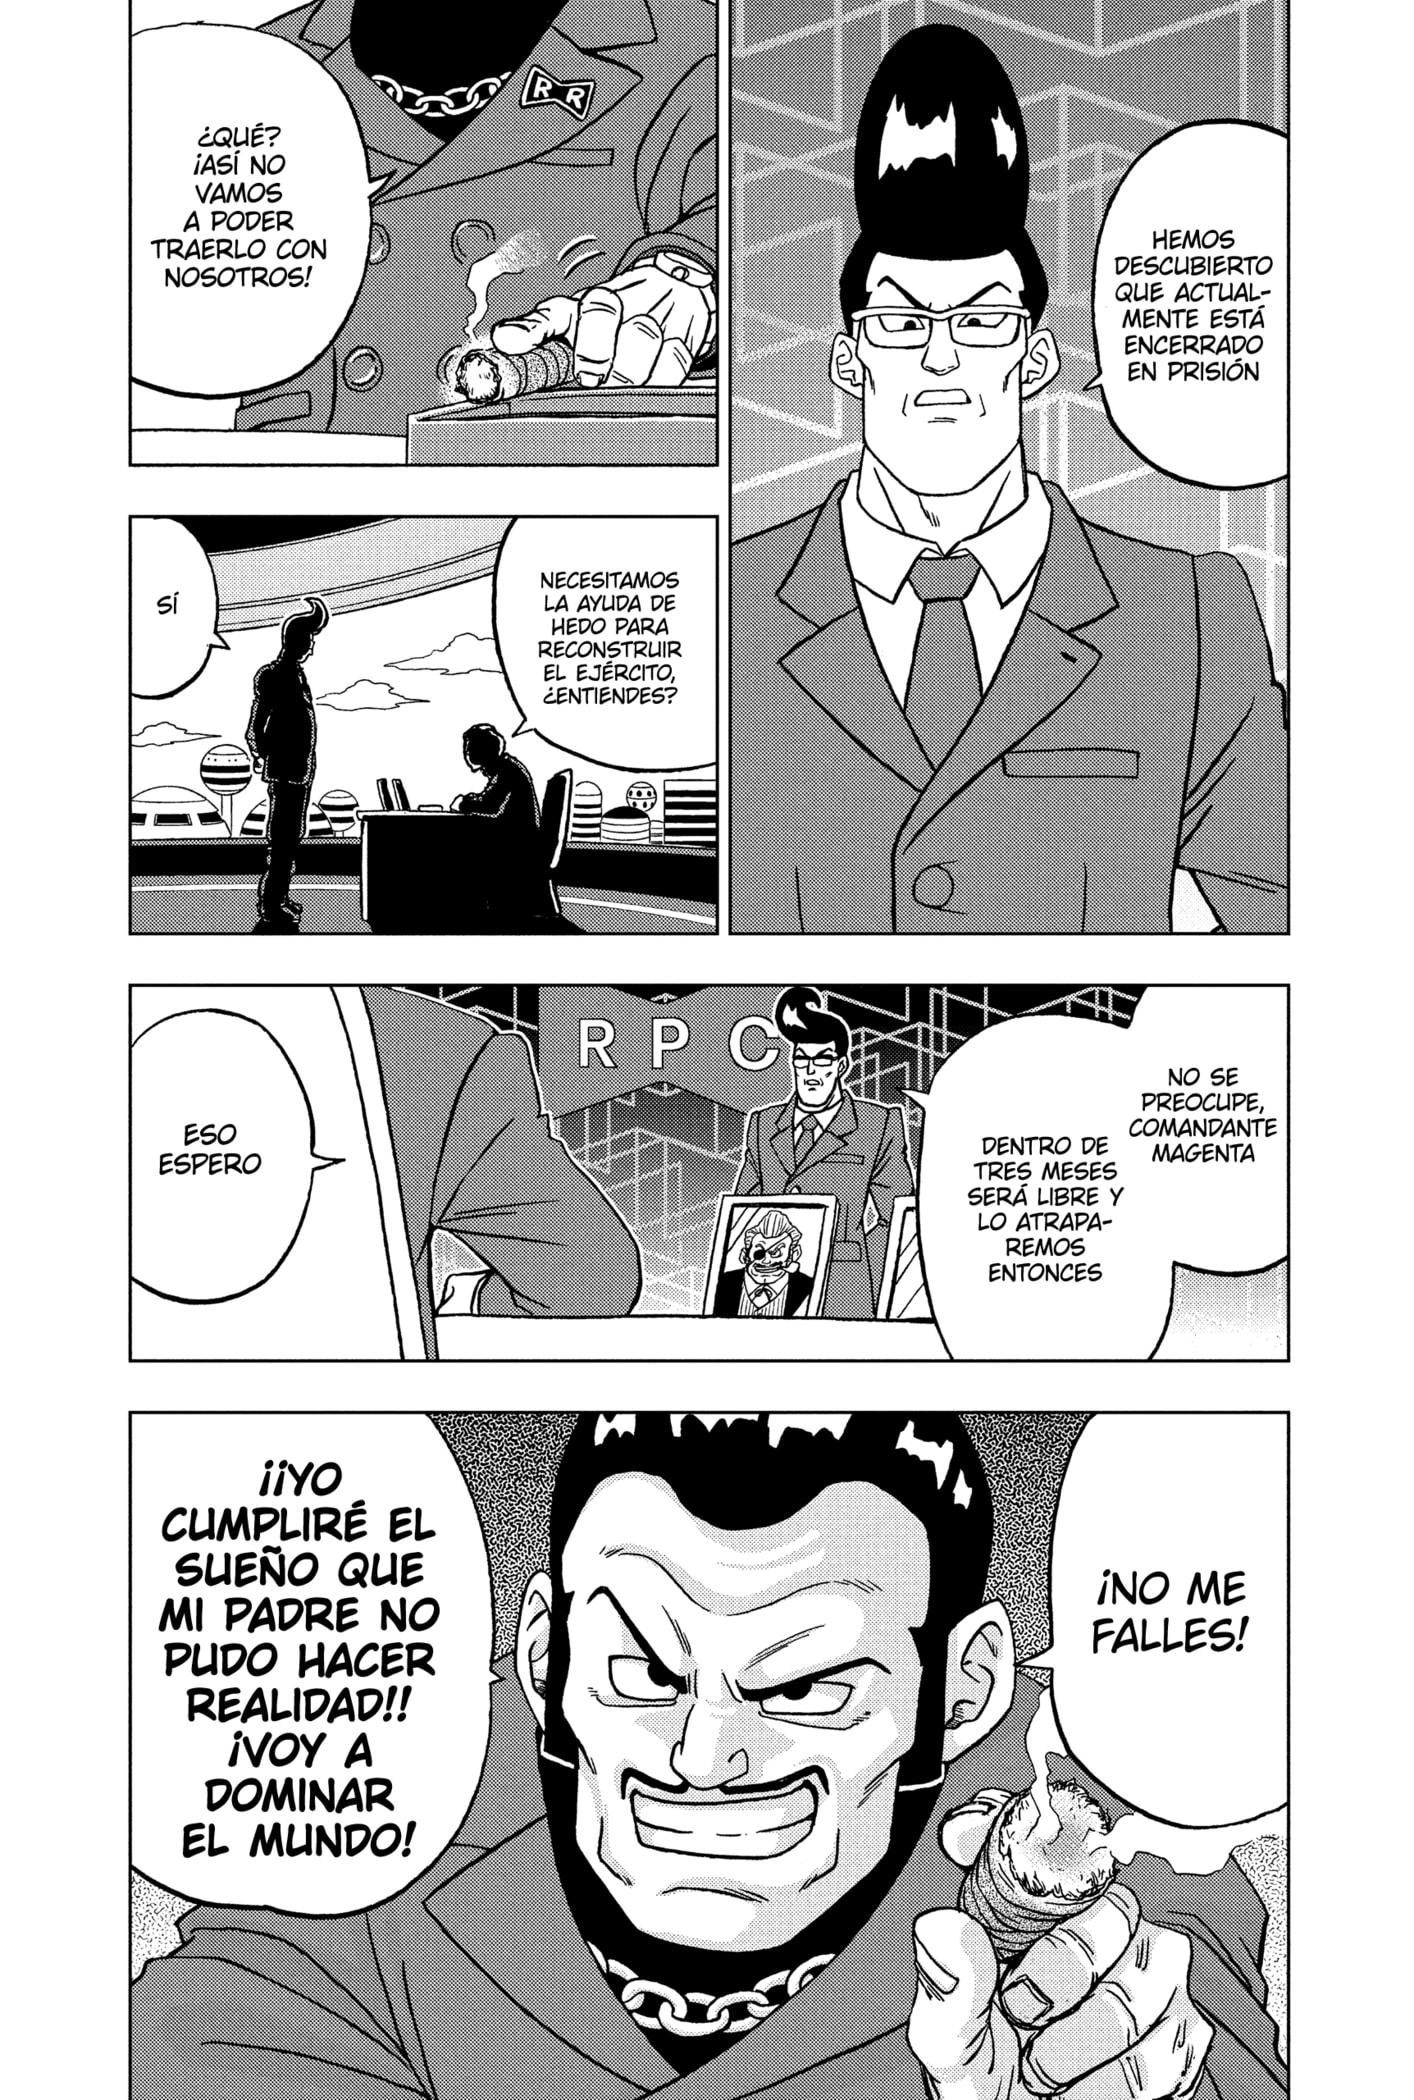 HEMOS
DESCUBIERTO
QUE ACTUAL-
MENTE ESTÁ
ENCERRADO
EN PRISIÓN
R R
¿QUÉ?
¡ASÍ NO
VAMOS
A PODER
TRAERLO CON
NOSOTROS!
NECESITAMOS
LA AYUDA DE
HEDO PARA
RECONSTRUIR
EL EJÉRCITO,
¿ENTIENDES?
SÍ
NO SE
PREOCUPE,
COMANDANTE
MAGENTA
DENTRO DE
TRES MESES
SERÁ LIBRE Y
LO ATRAPA-
REMOS
ENTONCES
RPC
ESO
ESPERO
¡NO ME
FALLES!
¡¡YO
CUMPLIRÉ EL
SUEÑO QUE
MI PADRE NO
PUDO HACER
REALIDAD!!
¡VOY A
DOMINAR
EL MUNDO!